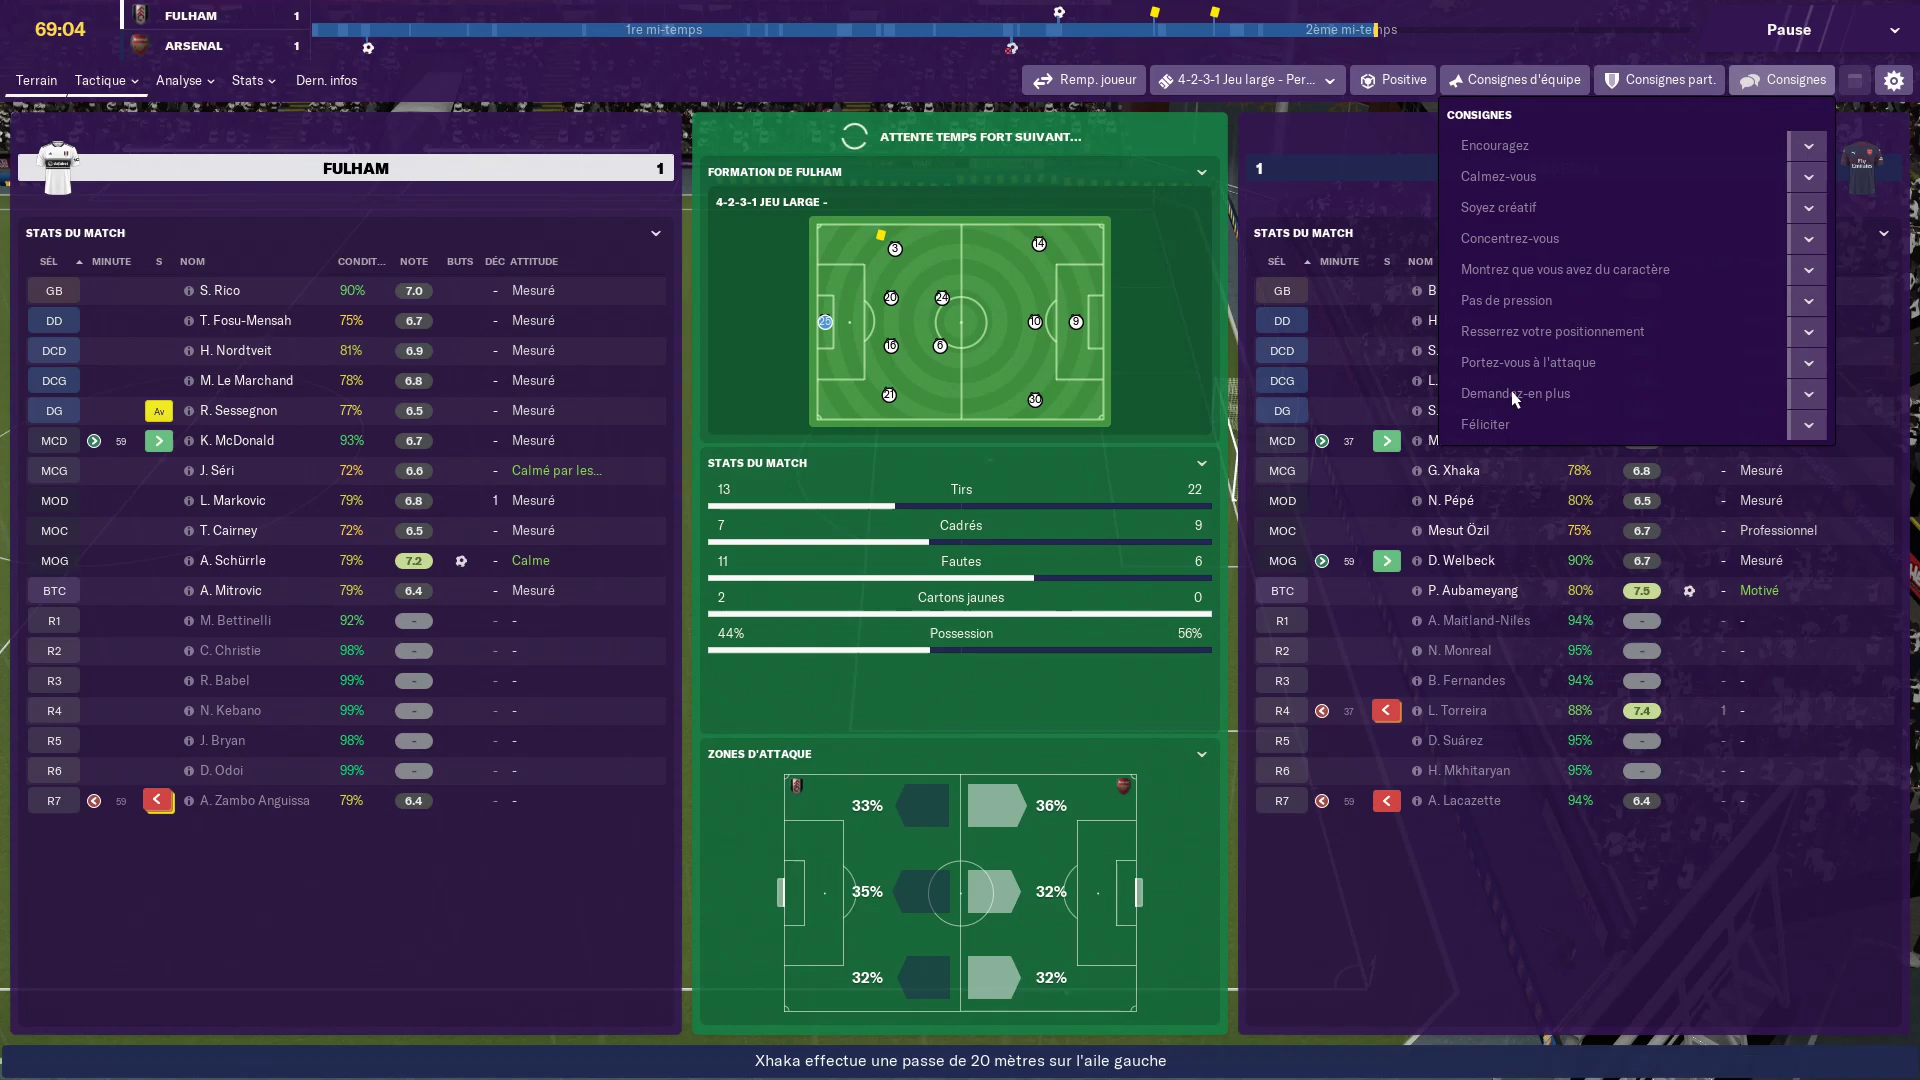 69:04
FULHAM 1
ARSENAL 1
1re mi-temps
2ème mi-temps
Pause
Terrain Tactique Analyse Stats Dern. infos
Remp. joueur
4-2-3-1 Jeu large - Per...
Positive
Consignes d'équipe
Consignes part.
Consignes
FULHAM 1
STATS DU MATCH
SÉL MINUTE S NOM CONDIT... NOTE BUTS DÉC ATTITUDE
GB S. Rico 90% 7.0 - Mesuré
DD T. Fosu-Mensah 75% 6.7 - Mesuré
DCD H. Nordtveit 81% 6.9 - Mesuré
DCG M. Le Marchand 78% 6.8 - Mesuré
DG Av R. Sessegnon 77% 6.5 - Mesuré
MCD 59 K. McDonald 93% 6.7 - Mesuré
MCG J. Séri 72% 6.6 - Calmé par les...
MOD L. Markovic 79% 6.8 1 Mesuré
MOC T. Cairney 72% 6.5 - Mesuré
MOG A. Schürrle 79% 7.2 - Calme
BTC A. Mitrovic 79% 6.4 - Mesuré
R1 M. Bettinelli 92% - - -
R2 C. Christie 98% - - -
R3 R. Babel 99% - - -
R4 N. Kebano 99% - - -
R5 J. Bryan 98% - - -
R6 D. Odoi 99% - - -
R7 59 A. Zambo Anguissa 79% 6.4 - -
ATTENTE TEMPS FORT SUIVANT...
FORMATION DE FULHAM
4-2-3-1 JEU LARGE -
3 14
20 24
25 10 9
16 6
21 30
STATS DU MATCH
13 Tirs 22
7 Cadrés 9
11 Fautes 6
2 Cartons jaunes 0
44% Possession 56%
ZONES D'ATTAQUE
33% 36%
35% 32%
32% 32%
1
Fly Emirates
STATS DU MATCH
SÉL MINUTE S NOM
GB B
DD H
DCD S.
DCG L.
DG S.
MCD 37 M
MCG G. Xhaka 78% 6.8 - Mesuré
MOD N. Pépé 80% 6.5 - Mesuré
MOC Mesut Özil 75% 6.7 - Professionnel
MOG 59 D. Welbeck 90% 6.7 - Mesuré
BTC P. Aubameyang 80% 7.5 - Motivé
R1 A. Maitland-Niles 94% - - -
R2 N. Monreal 95% - - -
R3 B. Fernandes 94% - - -
R4 37 L. Torreira 88% 7.4 1 -
R5 D. Suárez 95% - - -
R6 H. Mkhitaryan 95% - - -
R7 59 A. Lacazette 94% 6.4 - -
CONSIGNES
Encouragez
Calmez-vous
Soyez créatif
Concentrez-vous
Montrez que vous avez du caractère
Pas de pression
Resserrez votre positionnement
Portez-vous à l'attaque
Demandez-en plus
Féliciter
Xhaka effectue une passe de 20 mètres sur l'aile gauche